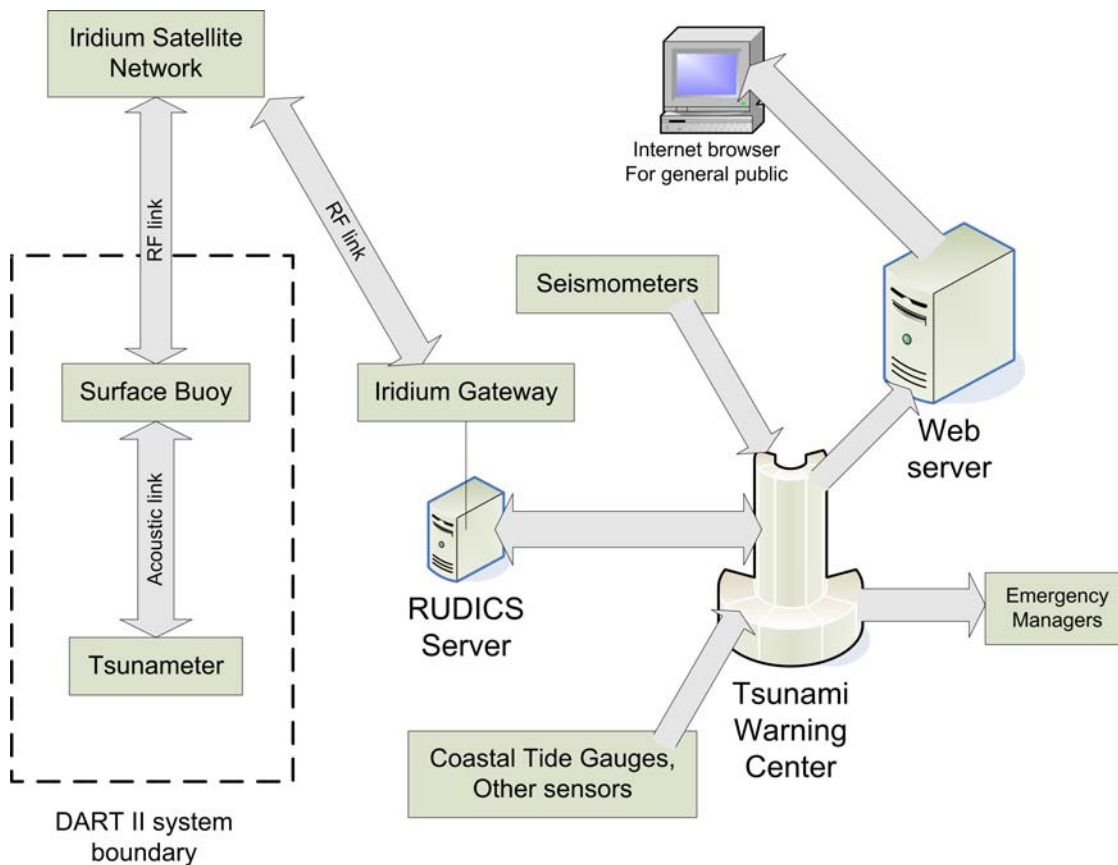 Iridium Satellite
Network
Internet browser
For general public
RF link
RF link
Seismometers
Surface Buoy
Iridium Gateway
Web
server
Acoustic link
RUDICS
Server
Emergency
Managers
Tsunameter
Tsunami
Warning
Center
Coastal Tide Gauges,
Other sensors
DART II system
boundary